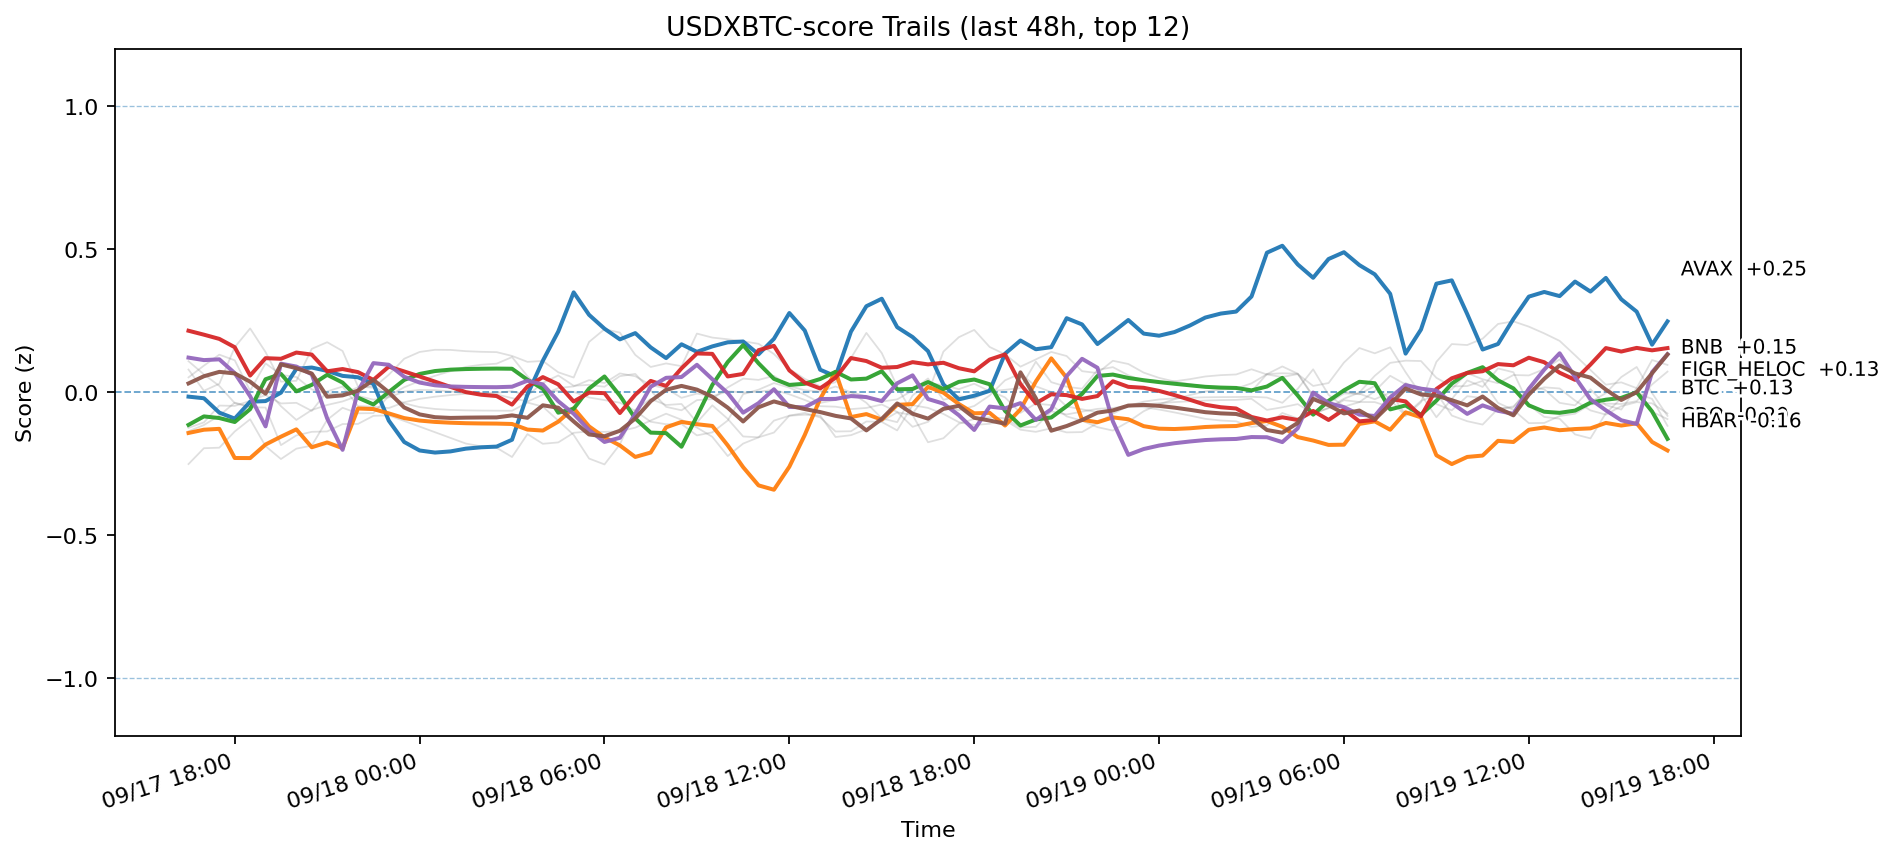 USDXBTC-score Trails (last 48h, top 12)
Score (z)
1.0
0.5
0.0
−0.5
−1.0
AVAX +0.25
BNB +0.15
FIGR_HELOC +0.13
BTC +0.13
HBAR -0.16
09/17 18:00
09/18 00:00
09/18 06:00
09/18 12:00
09/18 18:00
09/19 00:00
09/19 06:00
09/19 12:00
09/19 18:00
Time